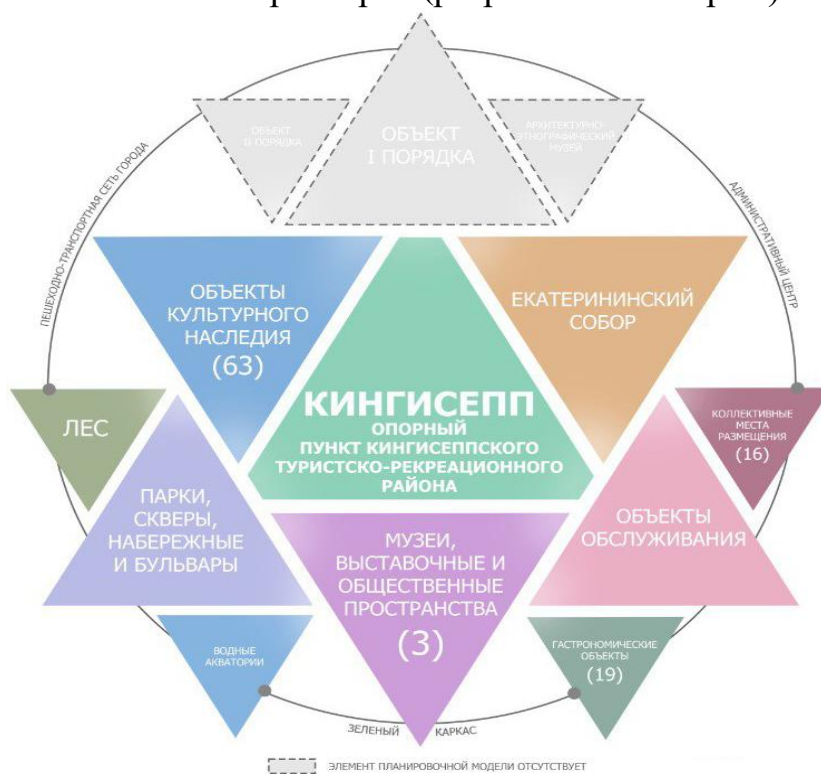 ОБЪЕКТ
II ПОРЯДКА
ОБЪЕКТ
I ПОРЯДКА
АРХИТЕКТУРНО-
ЭТНОГРАФИЧЕСКИЙ
МУЗЕЙ
ПЕШЕХОДНО-ТРАНСПОРТНАЯ СЕТЬ ГОРОДА
АДМИНИСТРАТИВНЫЙ ЦЕНТР
ОБЪЕКТЫ
КУЛЬТУРНОГО
НАСЛЕДИЯ
(63)
ЕКАТЕРИНИНСКИЙ
СОБОР
КИНГИСЕПП
ОПОРНЫЙ
ПУНКТ КИНГИСЕППСКОГО
ТУРИСТСКО-РЕКРЕАЦИОННОГО
РАЙОНА
ЛЕС
КОЛЛЕКТИВНЫЕ
МЕСТА
РАЗМЕЩЕНИЯ
(16)
ПАРКИ,
СКВЕРЫ,
НАБЕРЕЖНЫЕ
И БУЛЬВАРЫ
МУЗЕИ,
ВЫСТАВОЧНЫЕ И
ОБЩЕСТВЕННЫЕ
ПРОСТРАНСТВА
(3)
ОБЪЕКТЫ
ОБСЛУЖИВАНИЯ
ВОДНЫЕ
АКВАТОРИИ
ГАСТРОНОМИЧЕСКИЕ
ОБЪЕКТЫ
(19)
ЗЕЛЕНЫЙ КАРКАС
ЭЛЕМЕНТ ПЛАНИРОВОЧНОЙ МОДЕЛИ ОТСУТСТВУЕТ